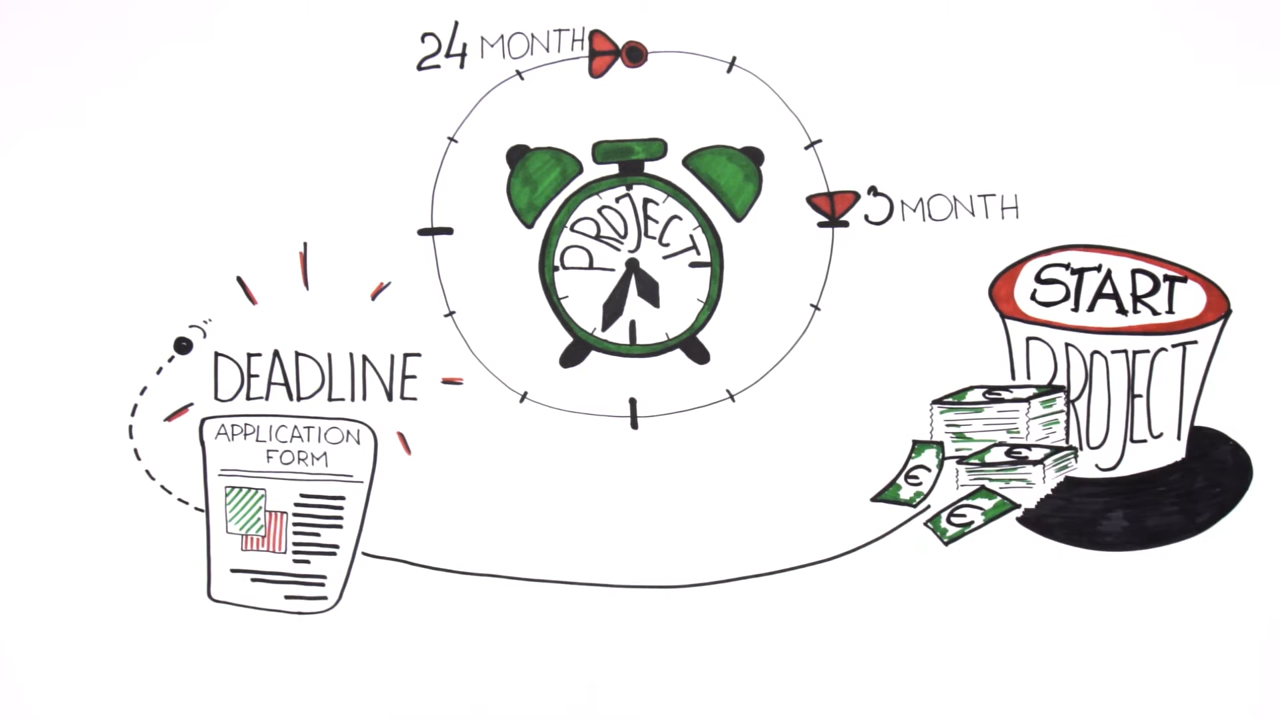 24 MONTH
PROJECT
3 MONTH
START
PROJECT
DEADLINE
APPLICATION
FORM
€
€
€
€